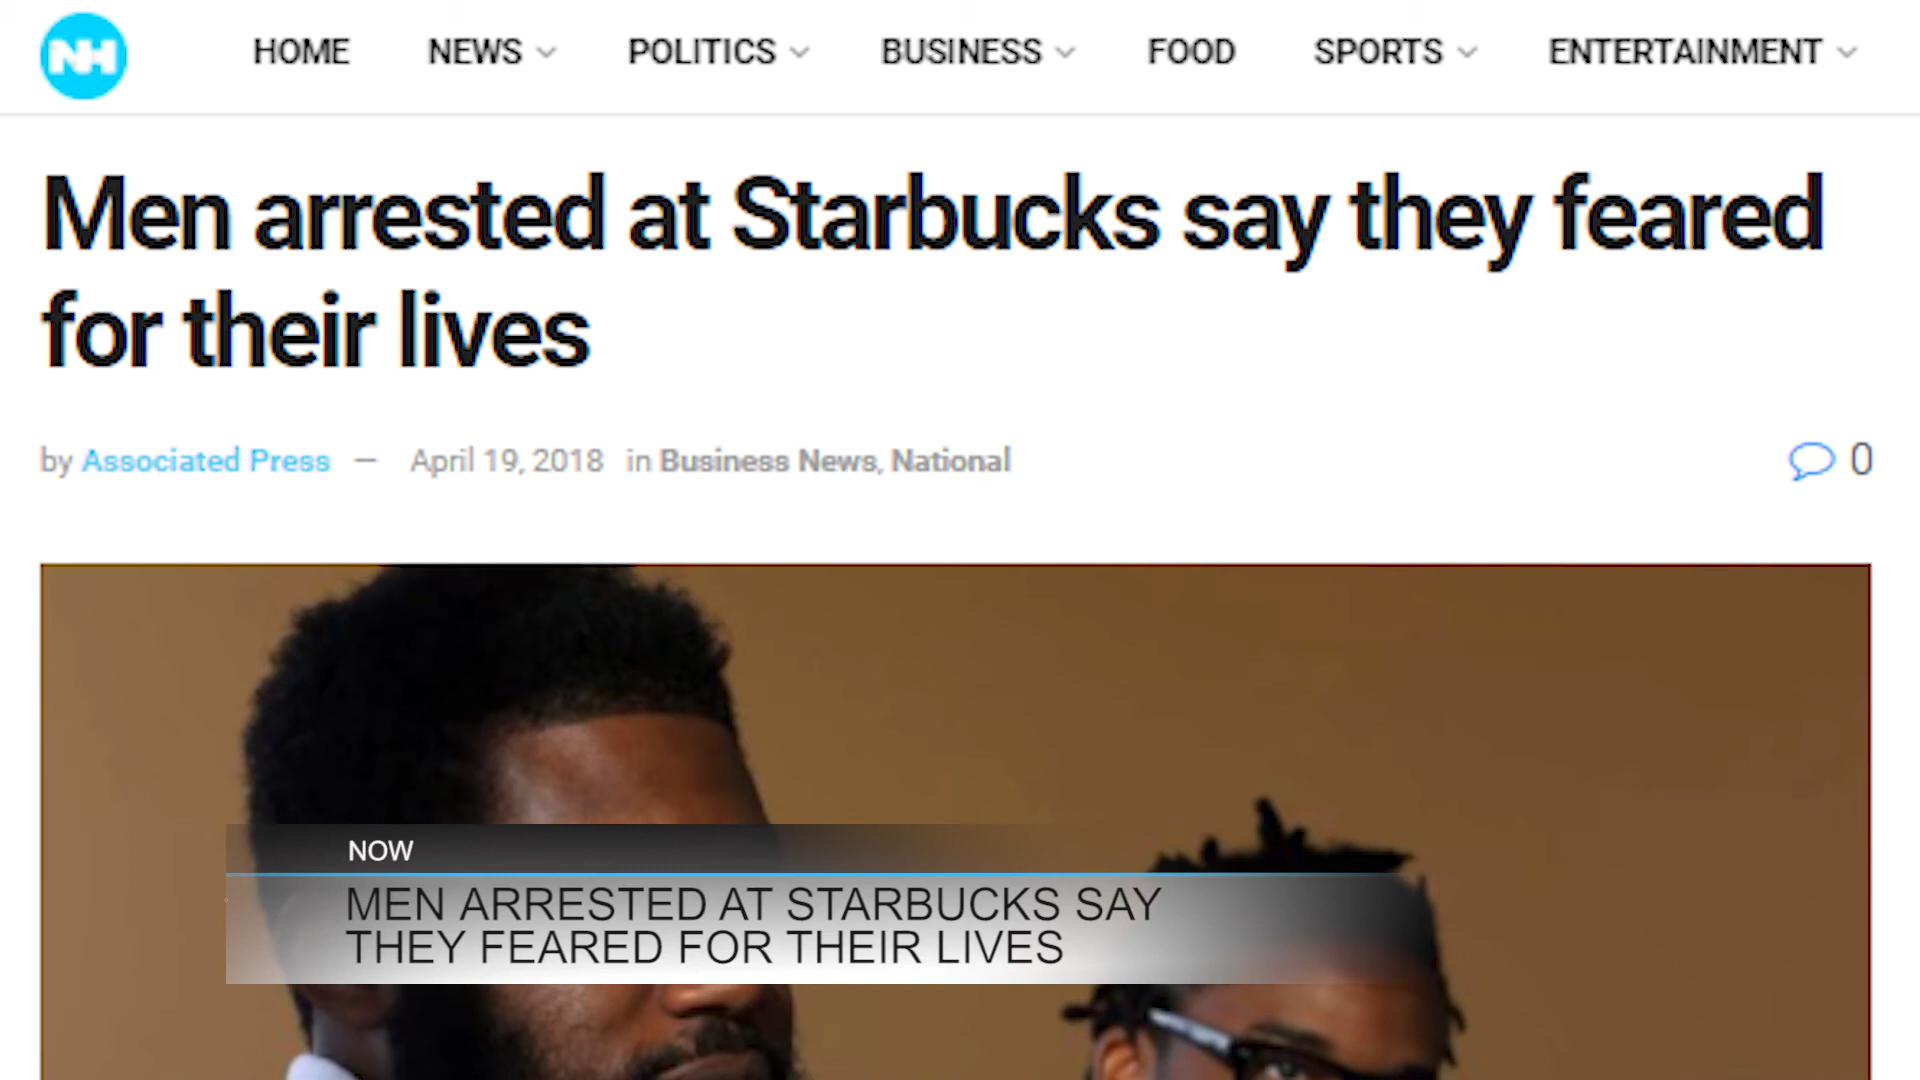 NH HOME NEWS POLITICS BUSINESS FOOD SPORTS ENTERTAINMENT
Men arrested at Starbucks say they feared
for their lives
by Associated Press — April 19, 2018 in Business News, National 0
NOW
MEN ARRESTED AT STARBUCKS SAY
THEY FEARED FOR THEIR LIVES